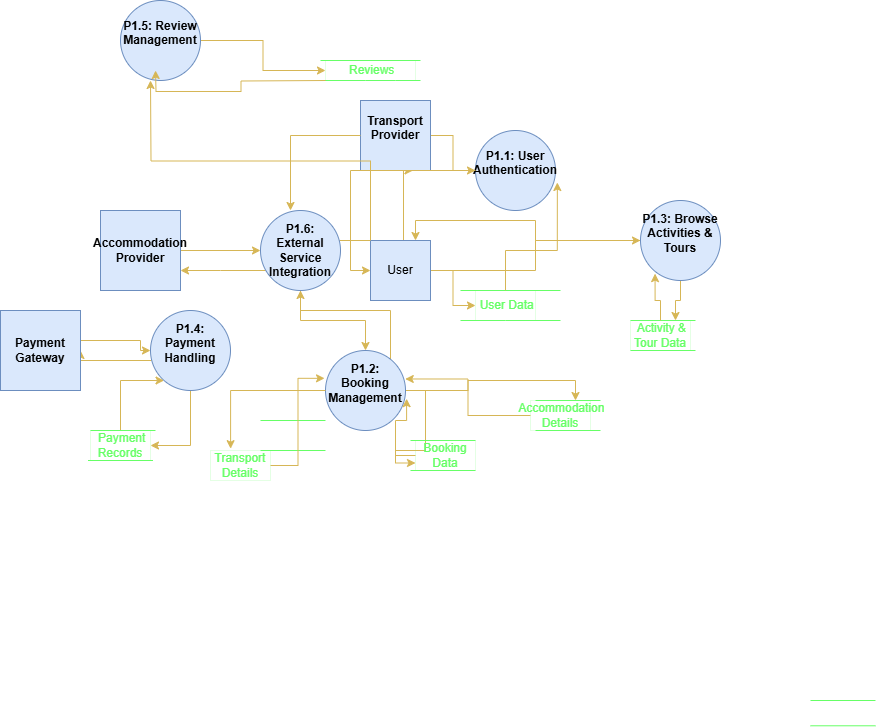 P1.5: Review
Management
Reviews
Transport
Provider
P1.1: User
Authentication
P1.3: Browse
Activities &
Tours
P1.6:
External
Service
Integration
Accommodation
Provider
User
User Data
Payment
Gateway
P1.4:
Payment
Handling
Activity &
Tour Data
P1.2:
Booking
Management
Accommodation
Details
Payment
Records
Transport
Details
Booking
Data